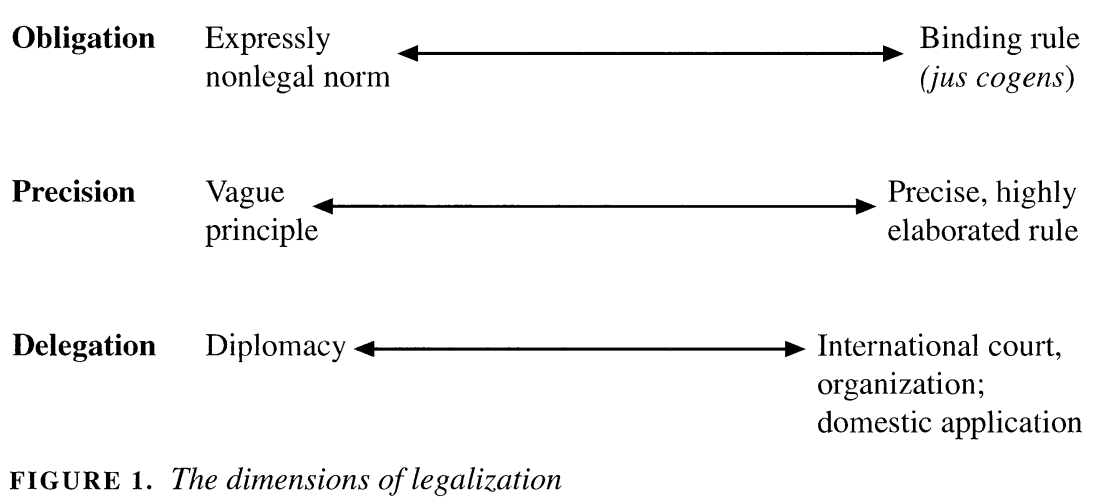 Obligation Expressly nonlegal norm Binding rule (jus cogens)
Precision Vague principle Precise, highly elaborated rule
Delegation Diplomacy International court, organization; domestic application
FIGURE 1. The dimensions of legalization